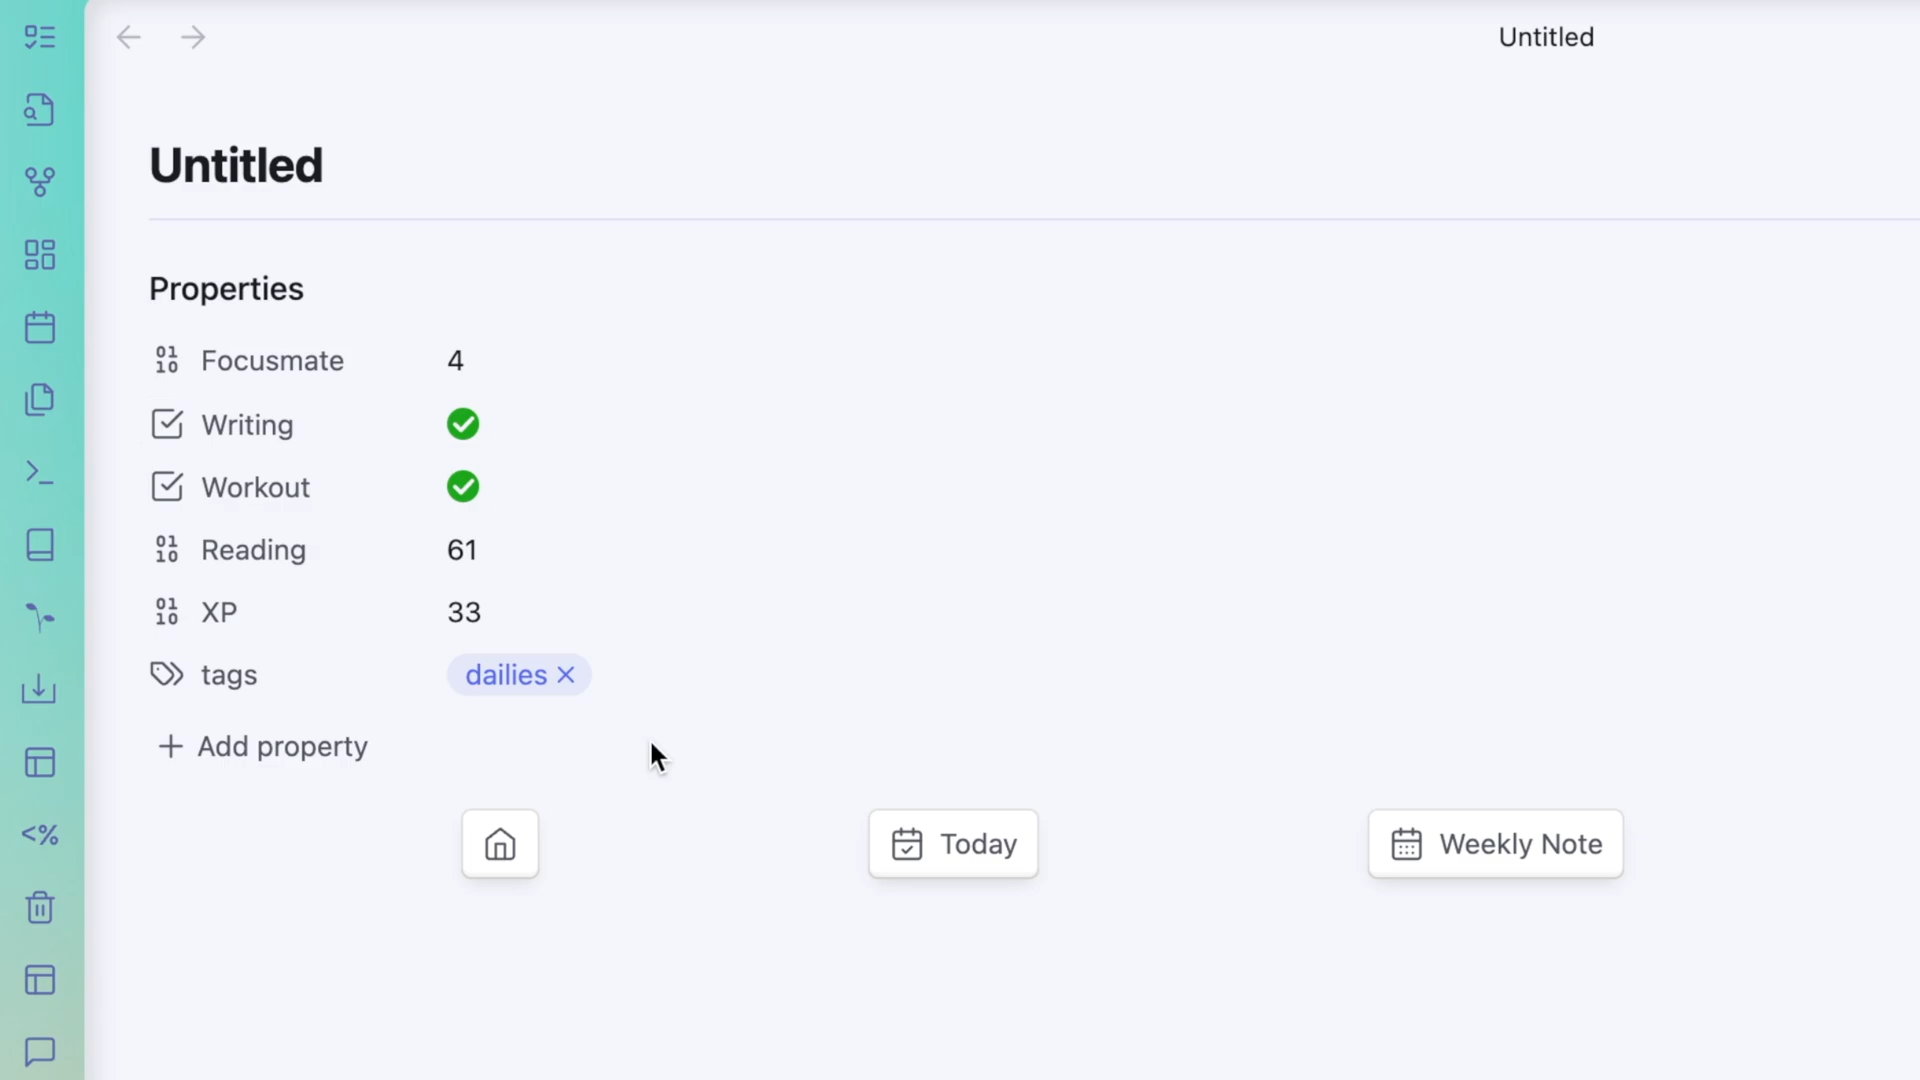 Untitled
Untitled
Properties
Focusmate 4
Writing
Workout
Reading 61
XP 33
tags dailies
Add property
<%
Today
Weekly Note